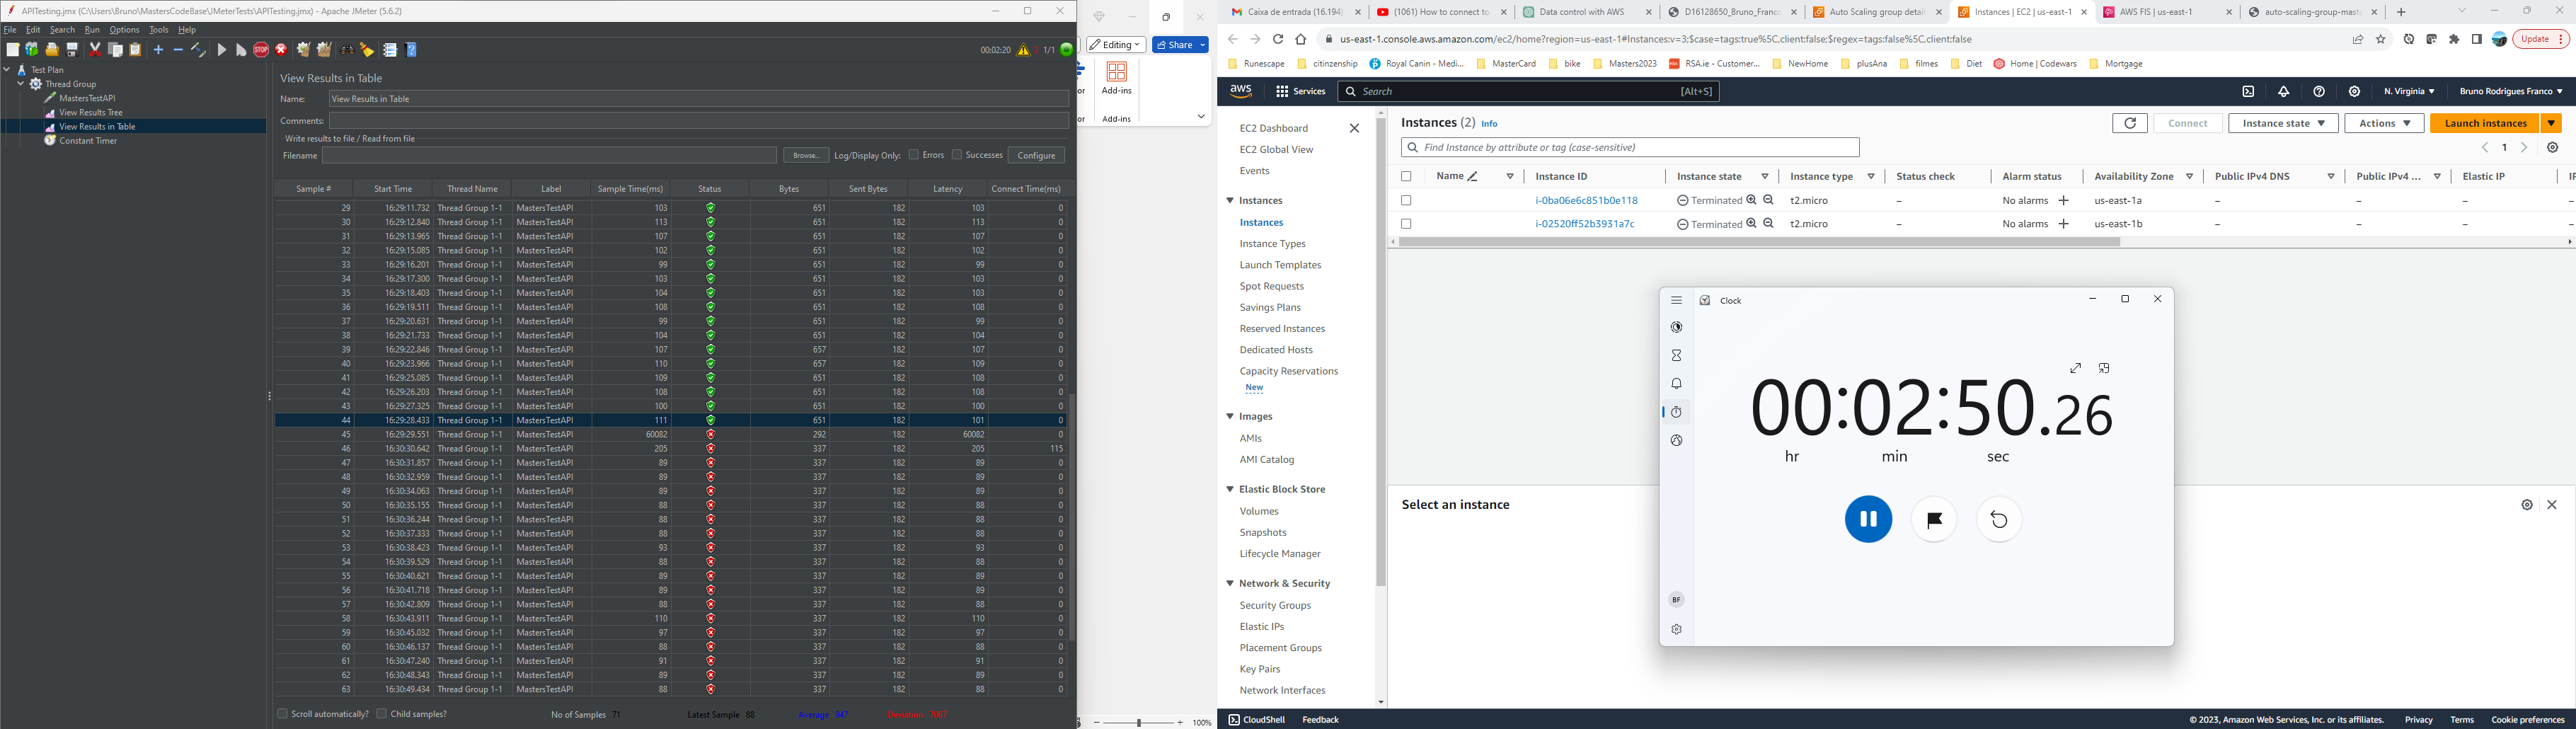 APITesting.jmx (C:\Users\Bruno\MastersCodeBase\JMeterTests\APITesting.jmx) - Apache JMeter (5.6.2)
File Edit Search Run Options Tools Help
00:02:20 1/1
Test Plan
Thread Group
MastersTestAPI
View Results Tree
View Results in Table
Constant Timer
View Results in Table
Name: View Results in Table
Comments:
Write results to file / Read from file
Filename Browse... Log/Display Only: Errors Successes Configure
Sample # Start Time Thread Name Label Sample Time(ms) Status Bytes Sent Bytes Latency Connect Time(ms)
29 16:29:11.732 Thread Group 1-1 MastersTestAPI 103 651 182 103 0
30 16:29:12.840 Thread Group 1-1 MastersTestAPI 113 651 182 113 0
31 16:29:13.965 Thread Group 1-1 MastersTestAPI 107 651 182 107 0
32 16:29:15.085 Thread Group 1-1 MastersTestAPI 102 651 182 102 0
33 16:29:16.201 Thread Group 1-1 MastersTestAPI 99 651 182 99 0
34 16:29:17.300 Thread Group 1-1 MastersTestAPI 103 651 182 103 0
35 16:29:18.403 Thread Group 1-1 MastersTestAPI 104 651 182 103 0
36 16:29:19.511 Thread Group 1-1 MastersTestAPI 108 651 182 108 0
37 16:29:20.631 Thread Group 1-1 MastersTestAPI 99 651 182 99 0
38 16:29:21.733 Thread Group 1-1 MastersTestAPI 104 651 182 104 0
39 16:29:22.846 Thread Group 1-1 MastersTestAPI 107 657 182 107 0
40 16:29:23.966 Thread Group 1-1 MastersTestAPI 110 657 182 109 0
41 16:29:25.085 Thread Group 1-1 MastersTestAPI 109 651 182 108 0
42 16:29:26.203 Thread Group 1-1 MastersTestAPI 108 651 182 108 0
43 16:29:27.325 Thread Group 1-1 MastersTestAPI 100 651 182 100 0
44 16:29:28.433 Thread Group 1-1 MastersTestAPI 111 651 182 101 0
45 16:29:29.551 Thread Group 1-1 MastersTestAPI 60082 292 182 60082 0
46 16:30:30.642 Thread Group 1-1 MastersTestAPI 205 337 182 205 115
47 16:30:31.857 Thread Group 1-1 MastersTestAPI 89 337 182 89 0
48 16:30:32.959 Thread Group 1-1 MastersTestAPI 89 337 182 89 0
49 16:30:34.063 Thread Group 1-1 MastersTestAPI 89 337 182 89 0
50 16:30:35.155 Thread Group 1-1 MastersTestAPI 88 337 182 88 0
51 16:30:36.244 Thread Group 1-1 MastersTestAPI 88 337 182 88 0
52 16:30:37.333 Thread Group 1-1 MastersTestAPI 88 337 182 88 0
53 16:30:38.423 Thread Group 1-1 MastersTestAPI 93 337 182 93 0
54 16:30:39.529 Thread Group 1-1 MastersTestAPI 88 337 182 88 0
55 16:30:40.621 Thread Group 1-1 MastersTestAPI 89 337 182 89 0
56 16:30:41.718 Thread Group 1-1 MastersTestAPI 89 337 182 89 0
57 16:30:42.809 Thread Group 1-1 MastersTestAPI 88 337 182 88 0
58 16:30:43.911 Thread Group 1-1 MastersTestAPI 110 337 182 110 0
59 16:30:45.032 Thread Group 1-1 MastersTestAPI 97 337 182 97 0
60 16:30:46.137 Thread Group 1-1 MastersTestAPI 88 337 182 88 0
61 16:30:47.240 Thread Group 1-1 MastersTestAPI 91 337 182 91 0
62 16:30:48.343 Thread Group 1-1 MastersTestAPI 89 337 182 89 0
63 16:30:49.434 Thread Group 1-1 MastersTestAPI 88 337 182 88 0
Scroll automatically? Child samples? No of Samples 71 Latest Sample 88 Average 947 Deviation 7067
Editing Share
or Add-ins
or Add-ins
100%
Caixa de entrada (16.194) (1061) How to connect to Data control with AWS D16128650_Bruno_Franco Auto Scaling group detail Instances | EC2 | us-east-1 AWS FIS | us-east-1 auto-scaling-group-mast
us-east-1.console.aws.amazon.com/ec2/home?region=us-east-1#Instances:v=3;$case=tags:true%5C,client:false;$regex=tags:false%5C,client:false
Update
Runescape citizenship Royal Canin - Medi... MasterCard bike Masters2023 RSA.ie - Customer... NewHome plusAna filmes Diet Home | Codewars Mortgage
aws Services Search [Alt+S] N. Virginia Bruno Rodrigues Franco
EC2 Dashboard
EC2 Global View
Events
Instances
Instances
Instance Types
Launch Templates
Spot Requests
Savings Plans
Reserved Instances
Dedicated Hosts
Capacity Reservations
New
Images
AMIs
AMI Catalog
Elastic Block Store
Volumes
Snapshots
Lifecycle Manager
Network & Security
Security Groups
Elastic IPs
Placement Groups
Key Pairs
Network Interfaces
Instances (2) Info
Connect Instance state Actions Launch instances
Find Instance by attribute or tag (case-sensitive)
1
Name Instance ID Instance state Instance type Status check Alarm status Availability Zone Public IPv4 DNS Public IPv4 ... Elastic IP
i-0ba06e6c851b0e118 Terminated t2.micro – No alarms + us-east-1a – – –
i-02520ff52b3931a7c Terminated t2.micro – No alarms + us-east-1b – – –
Select an instance
Clock
00:02:50.26
hr min sec
BF
CloudShell Feedback © 2023, Amazon Web Services, Inc. or its affiliates. Privacy Terms Cookie preferences